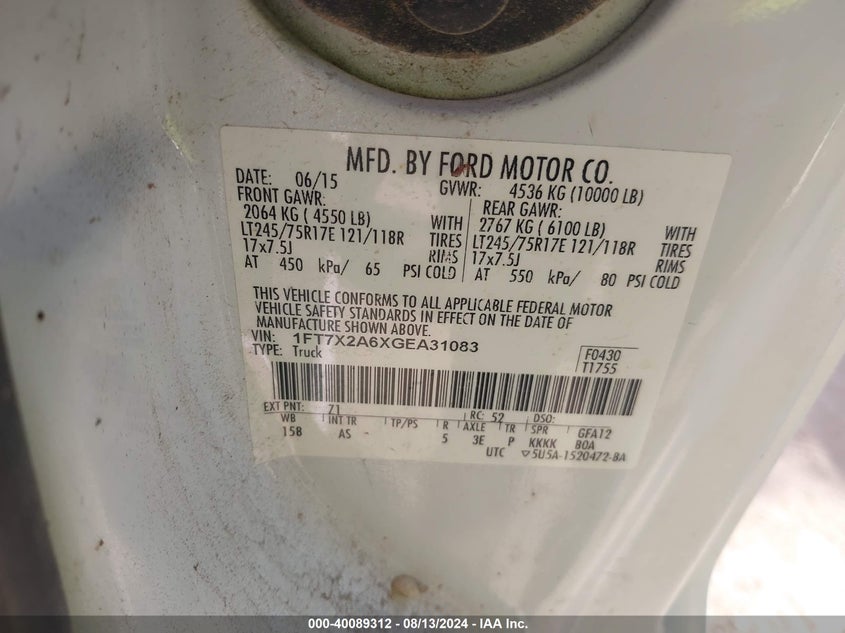 MFD. BY FORD MOTOR CO.
DATE: 06/15 GVWR: 4536 KG (10000 LB)
FRONT GAWR: REAR GAWR:
2064 KG ( 4550 LB) WITH 2767 KG ( 6100 LB) WITH
LT245/75R17E 121/118R TIRES LT245/75R17E 121/118R TIRES
17x7.5J RIMS 17x7.5J RIMS
AT 450 kPa/ 65 PSI COLD AT 550 kPa/ 80 PSI COLD
THIS VEHICLE CONFORMS TO ALL APPLICABLE FEDERAL MOTOR
VEHICLE SAFETY STANDARDS IN EFFECT ON THE DATE OF
MANUFACTURE SHOWN ABOVE.
VIN: 1FT7X2A6XGEA31083 F0430
TYPE: Truck T1755
EXT PNT: Z1 RC: 52 DSO:
WB INT TR TP/PS R AXLE TR SPR GFA12
158 AS 5 3E P KKKK BOA
UTC ▽5U5A-1520472-BA
000-40089312 - 08/13/2024 - IAA Inc.